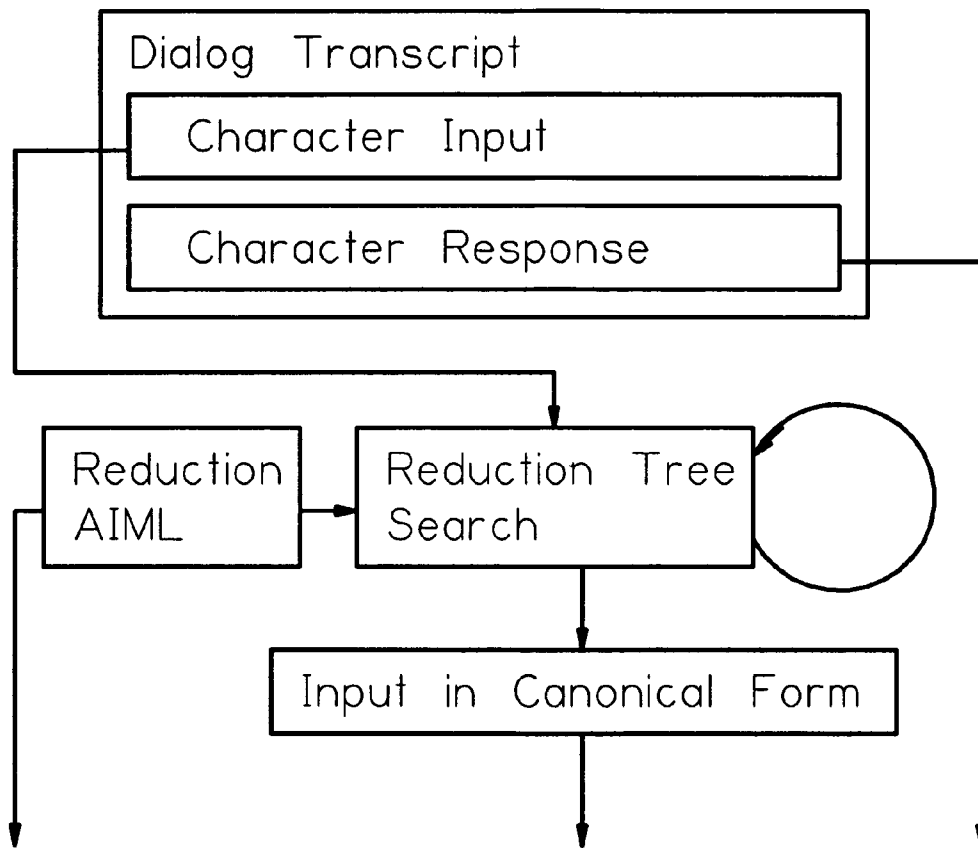 Dialog Transcript
Character Input
Character Response
Reduction
AIML
Reduction Tree
Search
Input in Canonical Form